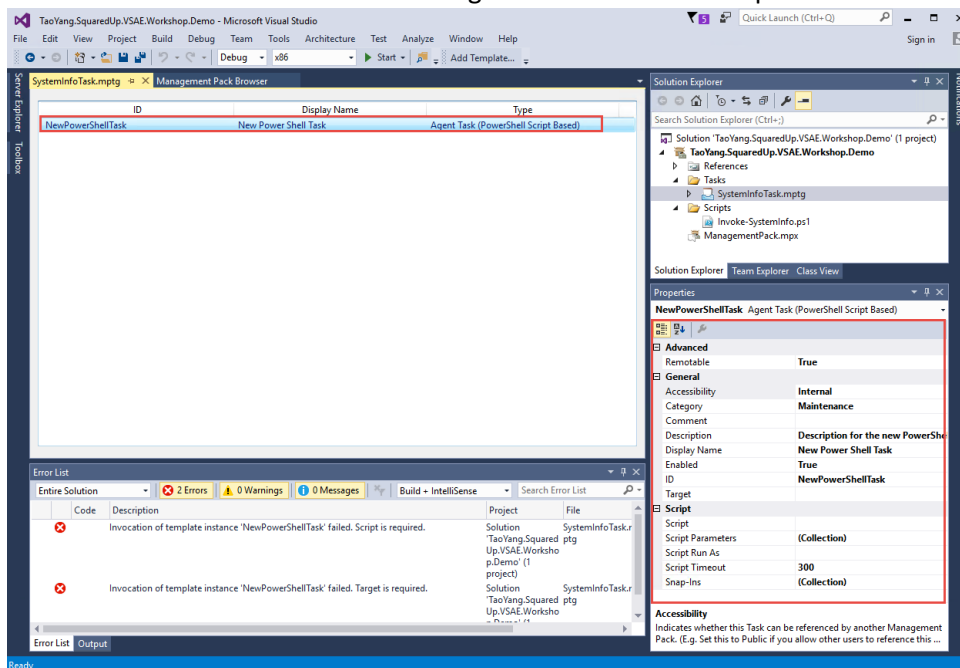 TaoYang.SquaredUp.VSAE.Workshop.Demo - Microsoft Visual Studio
5
Quick Launch (Ctrl+Q)
File Edit View Project Build Debug Team Tools Architecture Test Analyze Window Help
Sign in
Debug x86 Start Add Template...
Server Explorer
Toolbox
Notifications
SystemInfoTask.mptg Management Pack Browser
ID Display Name Type
NewPowerShellTask New Power Shell Task Agent Task (PowerShell Script Based)
Solution Explorer
Search Solution Explorer (Ctrl+;)
Solution 'TaoYang.SquaredUp.VSAE.Workshop.Demo' (1 project)
TaoYang.SquaredUp.VSAE.Workshop.Demo
References
Tasks
SystemInfoTask.mptg
Scripts
Invoke-SystemInfo.ps1
ManagementPack.mpx
Solution Explorer Team Explorer Class View
Properties
NewPowerShellTask Agent Task (PowerShell Script Based)
Advanced
Remotable True
General
Accessibility Internal
Category Maintenance
Comment
Description Description for the new PowerShe
Display Name New Power Shell Task
Enabled True
ID NewPowerShellTask
Target
Script
Script
Script Parameters (Collection)
Script Run As
Script Timeout 300
Snap-Ins (Collection)
Accessibility
Indicates whether this Task can be referenced by another Management
Pack. (E.g. Set this to Public if you allow other users to reference this ...
Error List
Entire Solution 2 Errors 0 Warnings 0 Messages Build + IntelliSense Search Error List
Code Description Project File
Invocation of template instance 'NewPowerShellTask' failed. Script is required. Solution SystemInfoTask.r
'TaoYang.Squared ptg
Up.VSAE.Worksho
p.Demo' (1
project)
Invocation of template instance 'NewPowerShellTask' failed. Target is required. Solution SystemInfoTask.r
'TaoYang.Squared ptg
Up.VSAE.Worksho
Error List Output
Ready